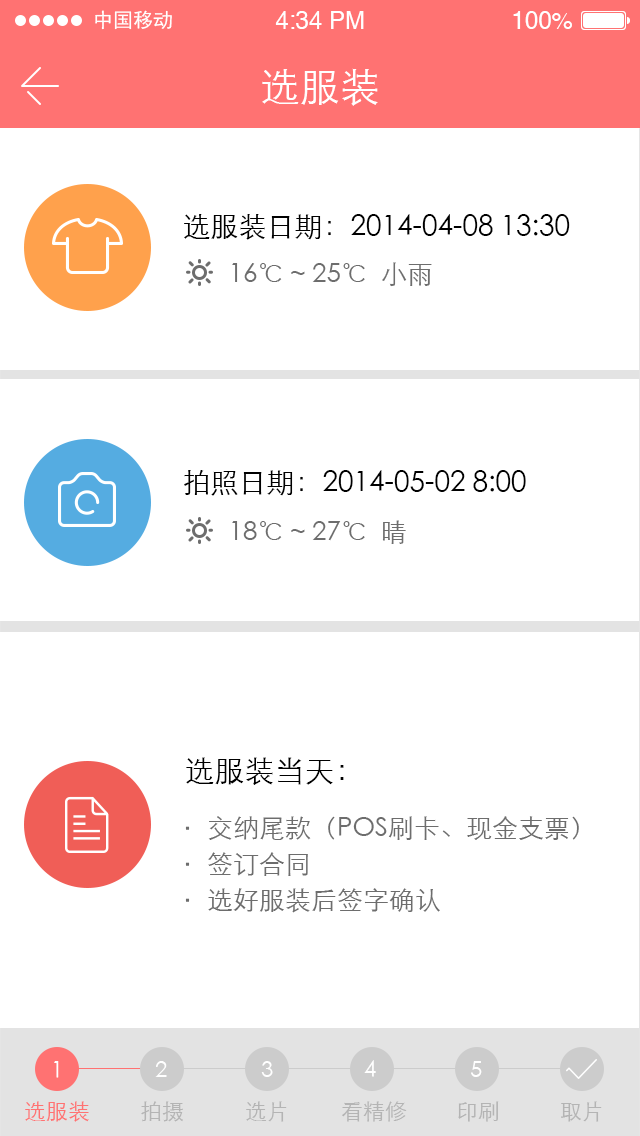 中国移动 4:34 PM 100%
选服装
选服装日期：2014-04-08 13:30
16℃ ~ 25℃ 小雨
拍照日期：2014-05-02 8:00
18℃ ~ 27℃ 晴
选服装当天：
· 交纳尾款（POS刷卡、现金支票）
· 签订合同
· 选好服装后签字确认
1 2 3 4 5
选服装 拍摄 选片 看精修 印刷 取片